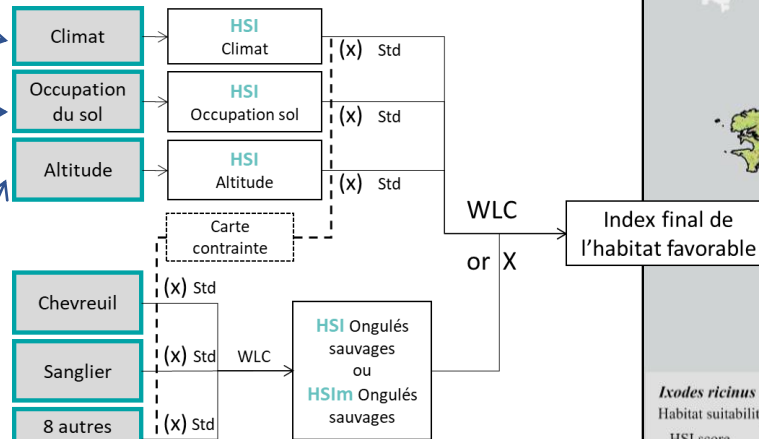 Climat
HSI
Climat
(x) Std
Occupation
du sol
HSI
Occupation sol
(x) Std
Altitude
HSI
Altitude
(x) Std
Carte
contrainte
WLC
or X
Index final de
l'habitat favorable
Chevreuil
(x) Std
Sanglier
(x) Std
WLC
HSI Ongulés
sauvages
ou
HSIm Ongulés
sauvages
8 autres
(x) Std
Ixodes ricinus
Habitat suitabilit
HSI score